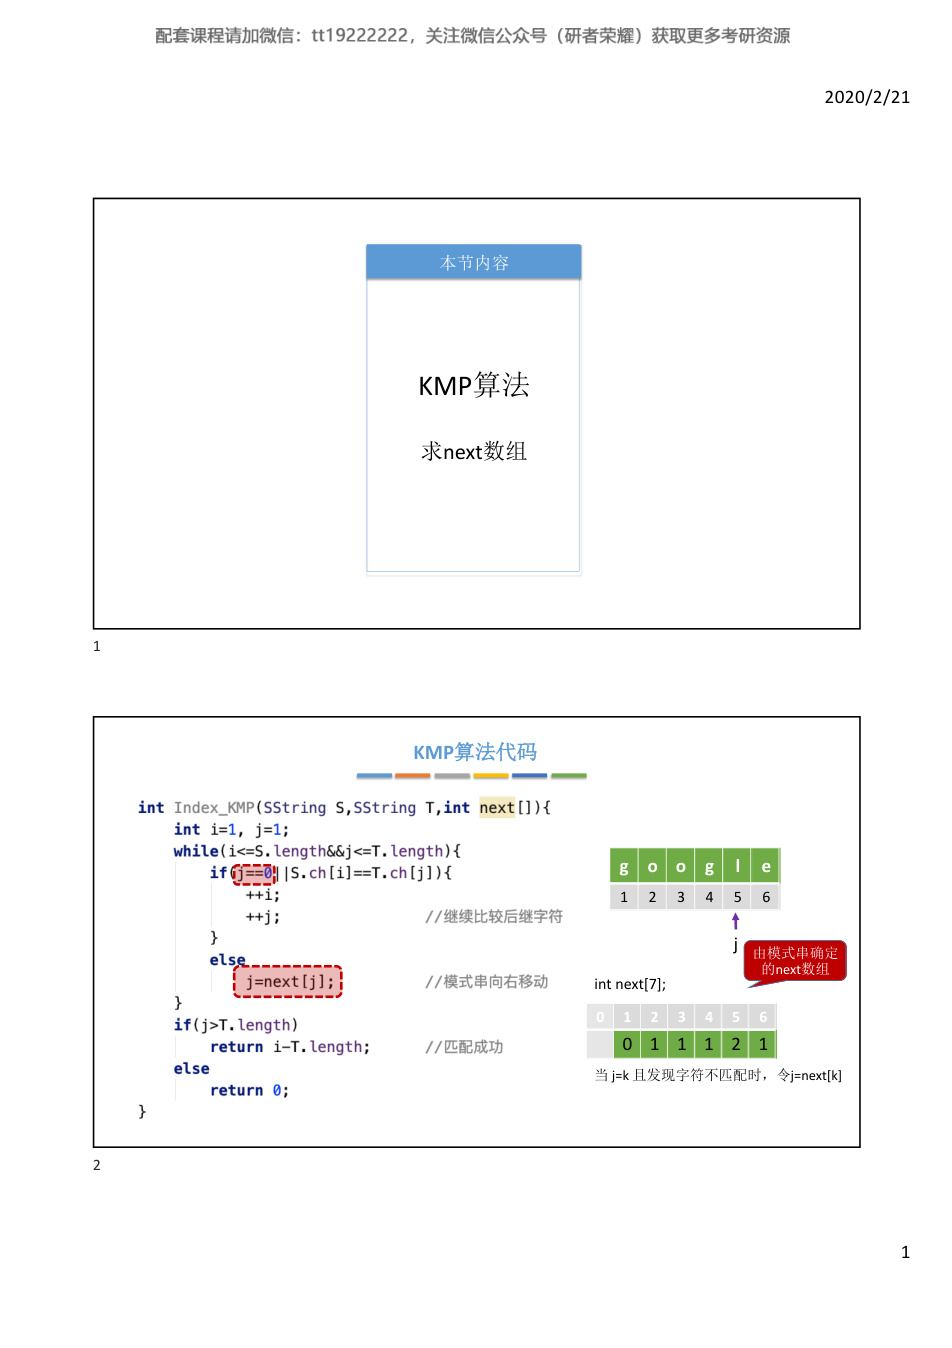 配套课程请加微信：tt19222222，关注微信公众号（研者荣耀）获取更多考研资源
2020/2/21
本节内容
KMP算法
求next数组
1
KMP算法代码
int Index_KMP(SString S,SString T,int next[]){
int i=1, j=1;
while(i<=S.length&&j<=T.length){
if(j==0||S.ch[i]==T.ch[j]){
++i;
++j; //继续比较后继字符
}
else
j=next[j]; //模式串向右移动
}
if(j>T.length)
return i-T.length; //匹配成功
else
return 0;
}
g o o g l e
1 2 3 4 5 6
j
由模式串确定
的next数组
int next[7];
0 1 2 3 4 5 6
0 1 1 1 2 1
当 j=k 且发现字符不匹配时，令j=next[k]
2
1